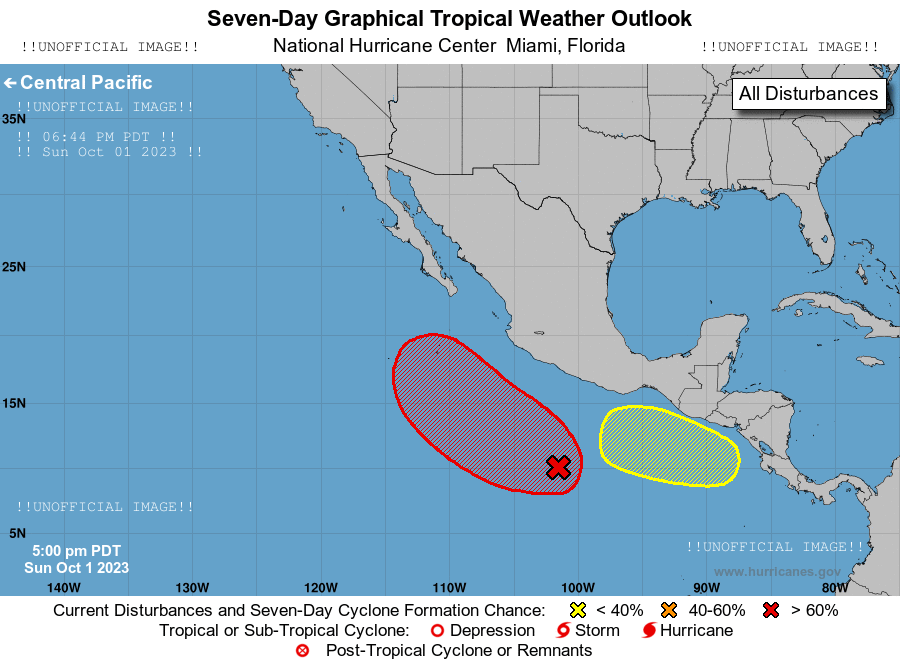 Seven-Day Graphical Tropical Weather Outlook
!!UNOFFICIAL IMAGE!! National Hurricane Center Miami, Florida !!UNOFFICIAL IMAGE!!
← Central Pacific
All Disturbances
!!UNOFFICIAL IMAGE!!
35N
!! 06:44 PM PDT !!
!! Sun Oct 01 2023 !!
25N
15N
!!UNOFFICIAL IMAGE!!
5N
5:00 pm PDT
!!UNOFFICIAL IMAGE!!
Sun Oct 1 2023
www.hurricanes.gov
140W 130W 120W 110W 100W 90W 80W
Current Disturbances and Seven-Day Cyclone Formation Chance: < 40% 40-60% > 60%
Tropical or Sub-Tropical Cyclone: Depression Storm Hurricane
Post-Tropical Cyclone or Remnants